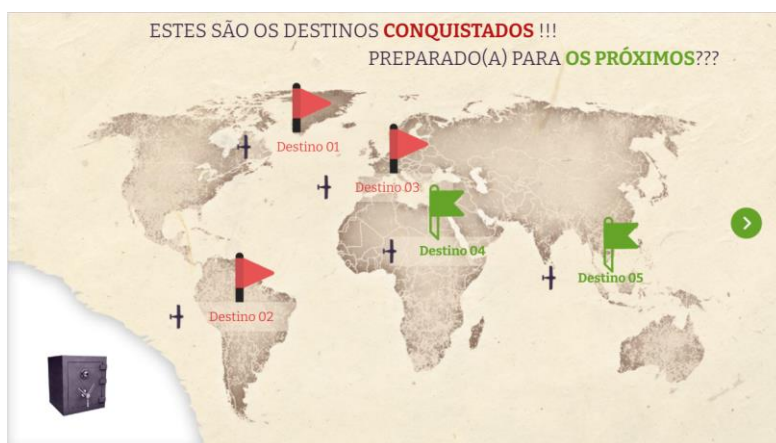 ESTES SÃO OS DESTINOS CONQUISTADOS !!!
PREPARADO(A) PARA OS PRÓXIMOS???
Destino 01
Destino 03
Destino 04
Destino 05
Destino 02